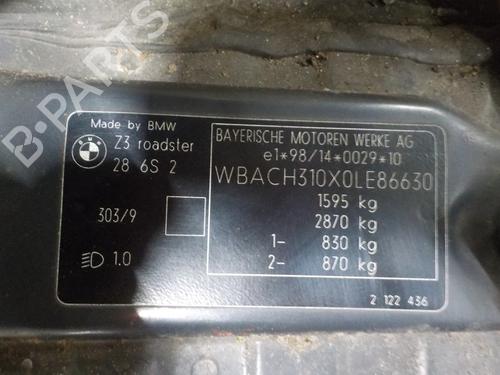 Made by BMW
Z3 roadster
28 6S 2
303/9
1.0
BAYERISCHE MOTOREN WERKE AG
e1*98/14*0029*10
WBACH310X0LE86630
1595 kg
2870 kg
1- 830 kg
2- 870 kg
2 122 436
B-PARTS